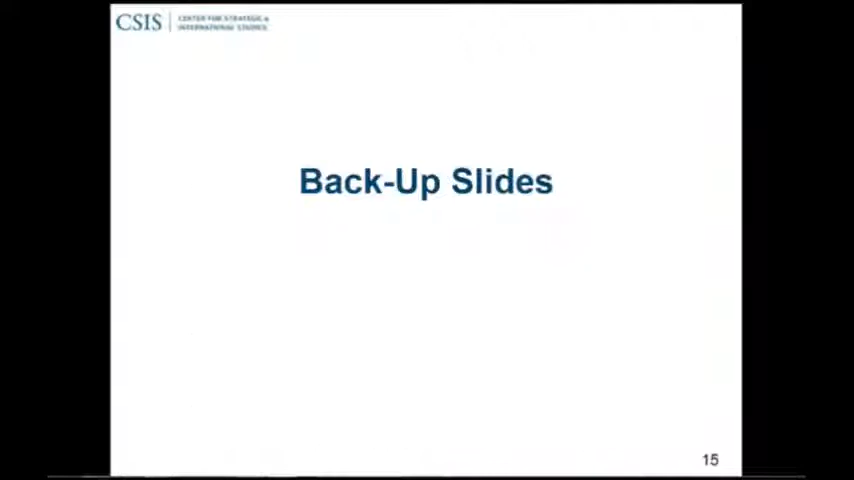 CSIS
CENTER FOR STRATEGIC &
INTERNATIONAL STUDIES
Back-Up Slides
15